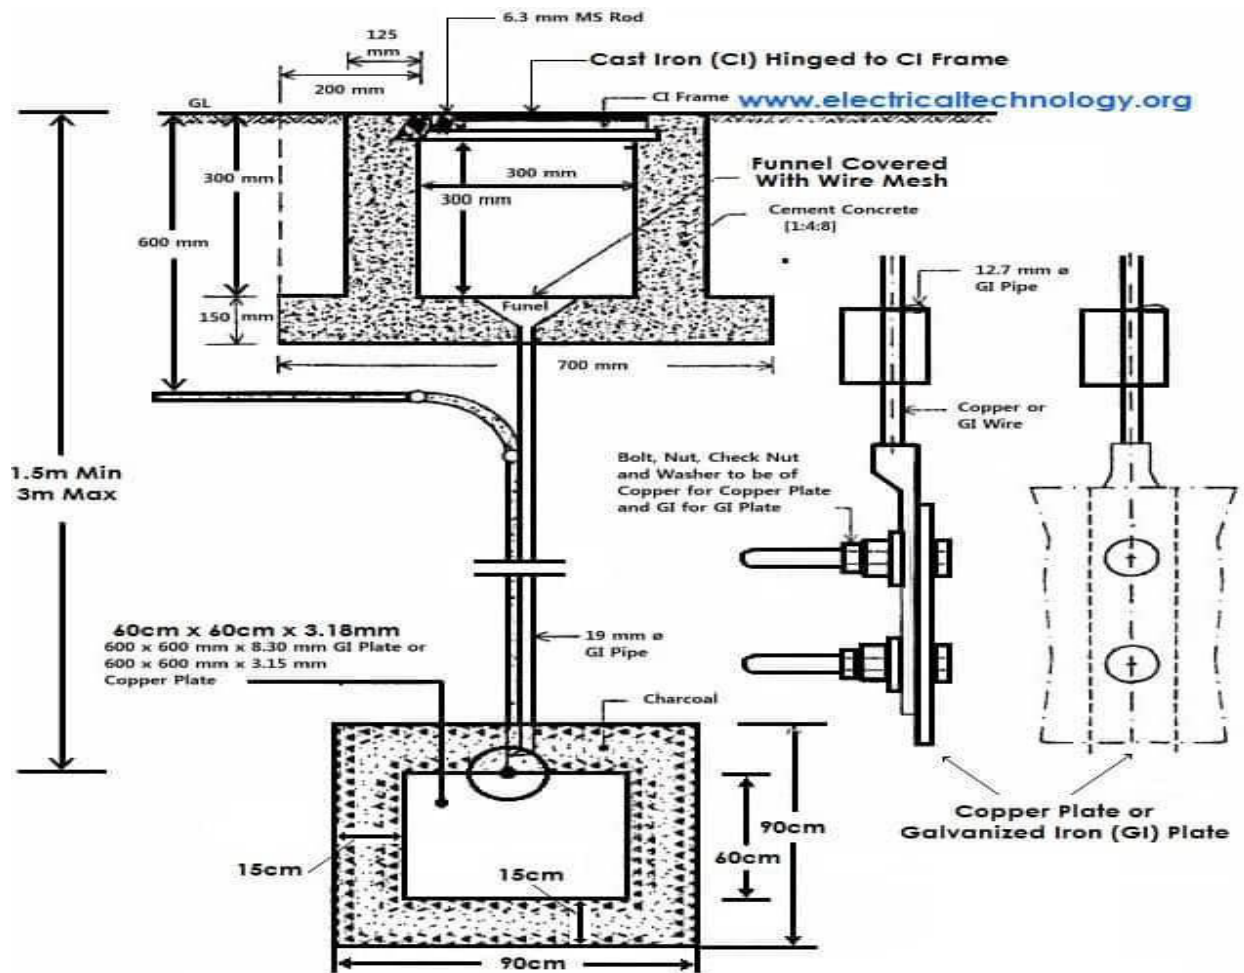 6.3 mm MS Rod
125
mm
Cast Iron (CI) Hinged to CI Frame
200 mm
GL
CI Frame
www.electricaltechnology.org
300 mm
300 mm
300 mm
Funnel Covered
With Wire Mesh
Cement Concrete
[1:4:8]
600 mm
12.7 mm ø
GI Pipe
Funel
150 mm
700 mm
Copper or
GI Wire
1.5m Min
3m Max
Bolt, Nut, Check Nut
and Washer to be of
Copper for Copper Plate
and GI for GI Plate
60cm x 60cm x 3.18mm
600 x 600 mm x 8.30 mm GI Plate or
600 x 600 mm x 3.15 mm
Copper Plate
19 mm ø
GI Pipe
Charcoal
Copper Plate or
Galvanized Iron (GI) Plate
90cm
60cm
15cm
15cm
90cm